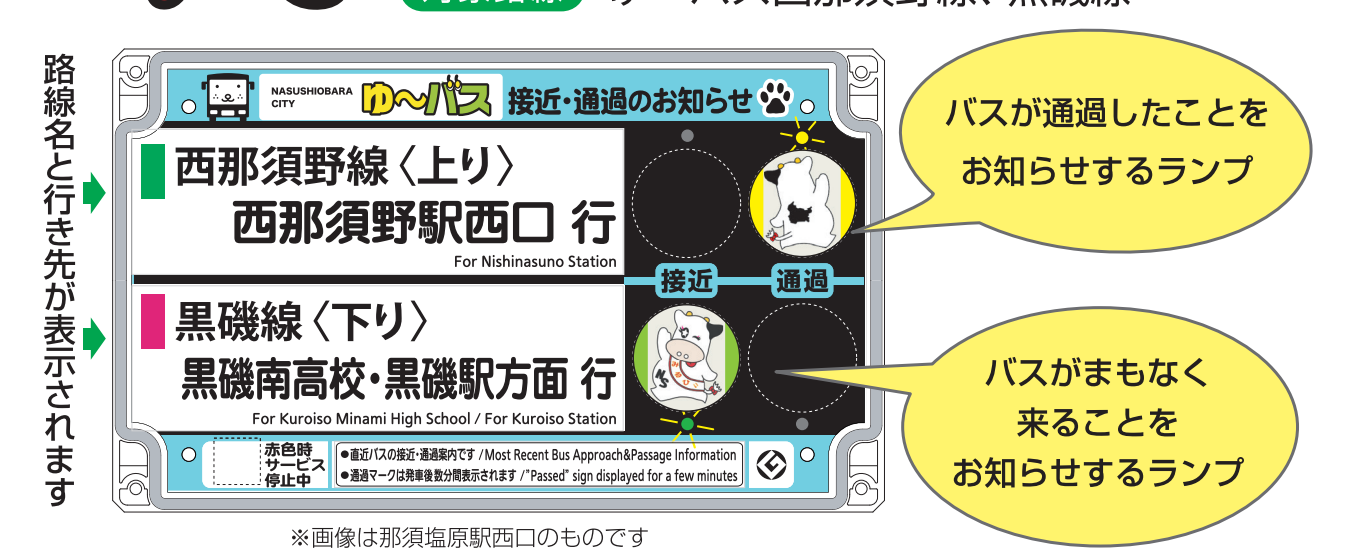 路線名と行き先が表示されます
NASUSHIOBARA
CITY
ゆ〜バス
接近・通過のお知らせ
西那須野線〈上り〉
西那須野駅西口 行
For Nishinasuno Station
接近
通過
黒磯線〈下り〉
黒磯南高校・黒磯駅方面 行
For Kuroiso Minami High School / For Kuroiso Station
赤色時
サービス
停止中
●直近バスの接近・通過案内です/Most Recent Bus Approach&Passage Information
●通過マークは発車後数分間表示されます/"Passed" sign displayed for a few minutes
バスが通過したことを
お知らせするランプ
バスがまもなく
来ることを
お知らせするランプ
※画像は那須塩原駅西口のものです